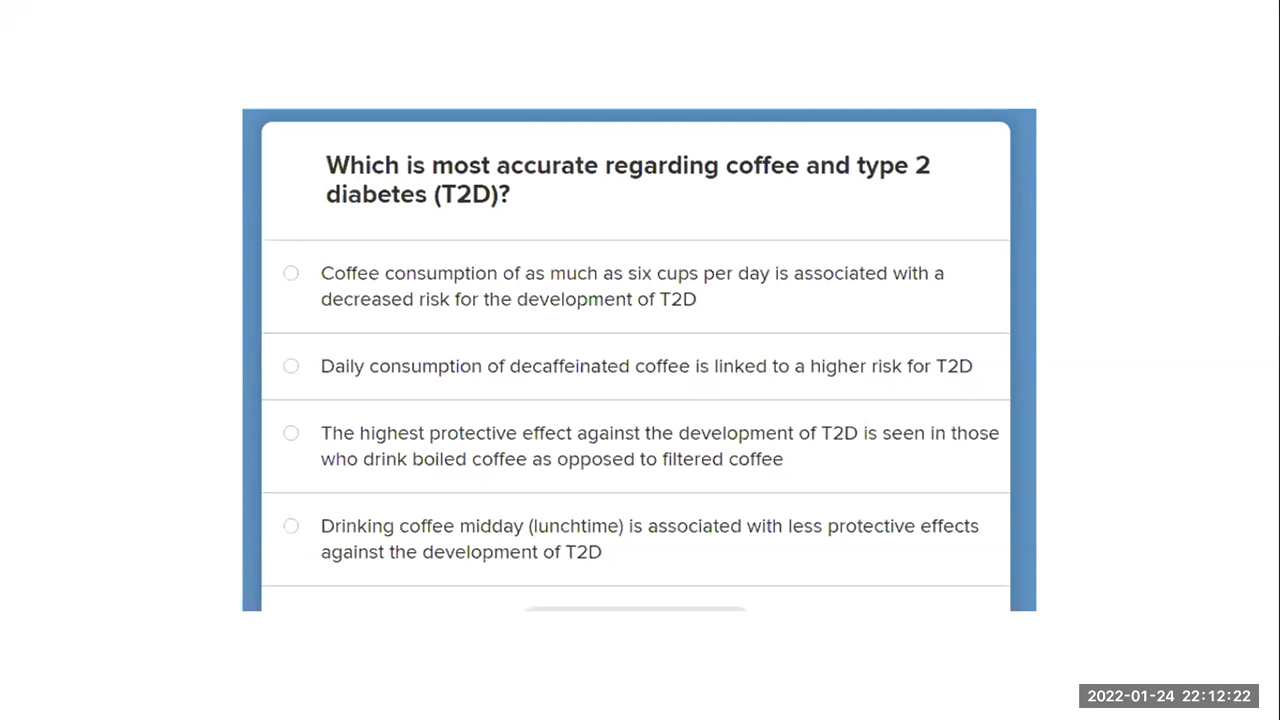 Which is most accurate regarding coffee and type 2
diabetes (T2D)?
Coffee consumption of as much as six cups per day is associated with a
decreased risk for the development of T2D
Daily consumption of decaffeinated coffee is linked to a higher risk for T2D
The highest protective effect against the development of T2D is seen in those
who drink boiled coffee as opposed to filtered coffee
Drinking coffee midday (lunchtime) is associated with less protective effects
against the development of T2D
2022-01-24 22:12:22